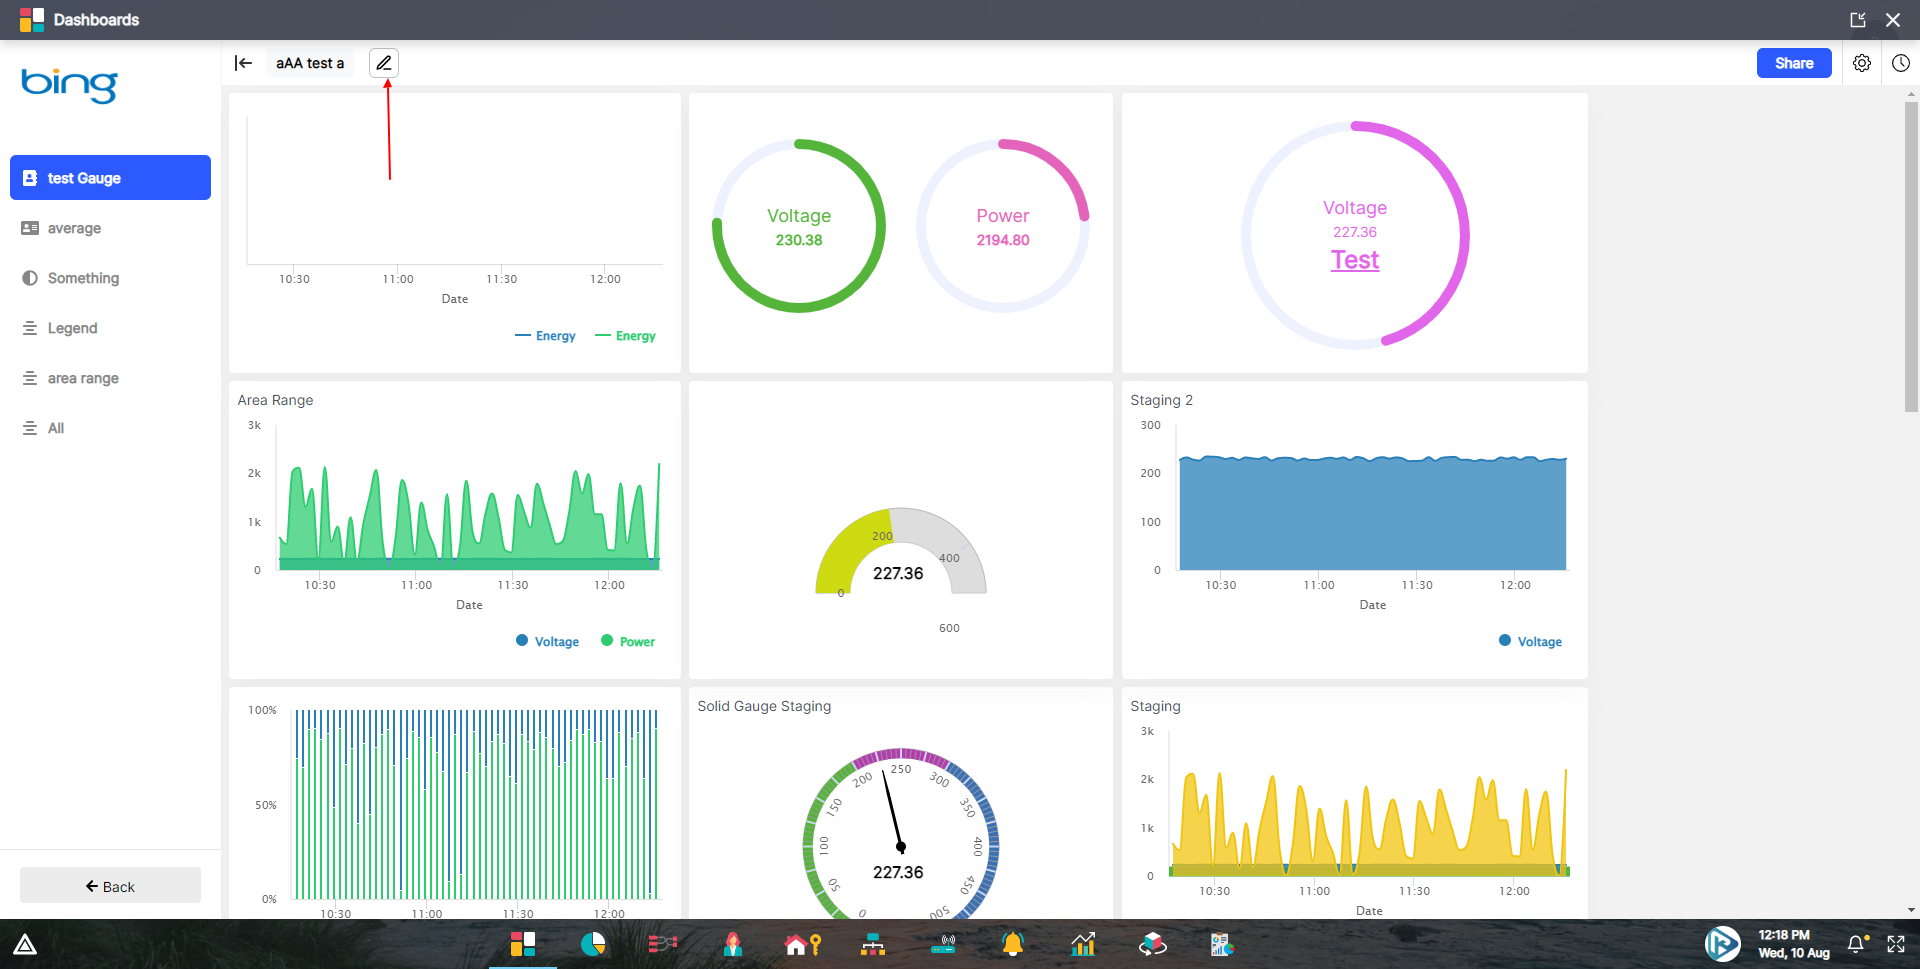 Dashboards
bing
aAA test a
Share
test Gauge
average
Something
Legend
area range
All
Back
10:30 11:00 11:30 12:00
Date
Energy Energy
Voltage
230.38
Power
2194.80
Voltage
227.36
Test
Area Range
3k
2k
1k
0
10:30 11:00 11:30 12:00
Date
Voltage Power
200
400
227.36
0
600
Staging 2
300
200
100
0
10:30 11:00 11:30 12:00
Date
Voltage
100%
50%
0%
10:30 11:00 11:30 12:00
Solid Gauge Staging
0
50
100
150
200
250
300
350
400
450
500
227.36
Staging
3k
2k
1k
0
10:30 11:00 11:30 12:00
Date
12:18 PM
Wed, 10 Aug